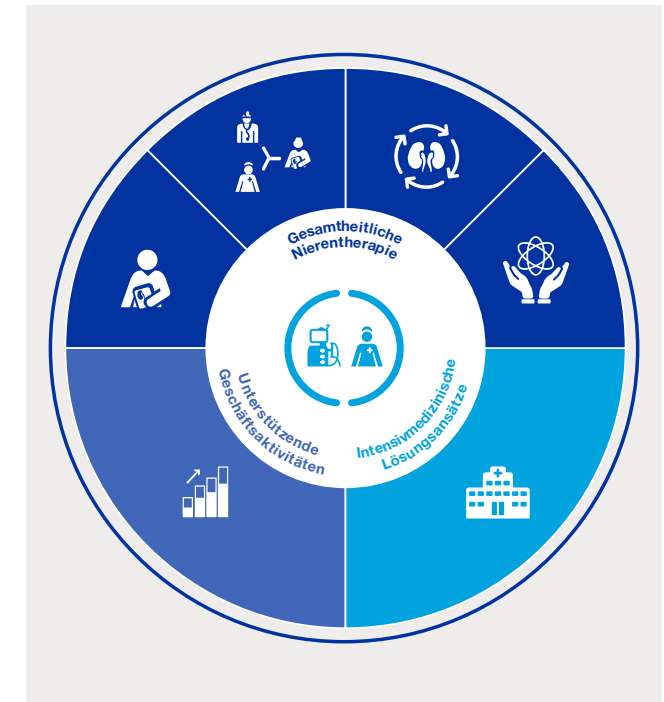 Gesamtheitliche
Nierentherapie
Unterstützende
Geschäftsaktivitäten
Intensivmedizinische
Lösungsansätze